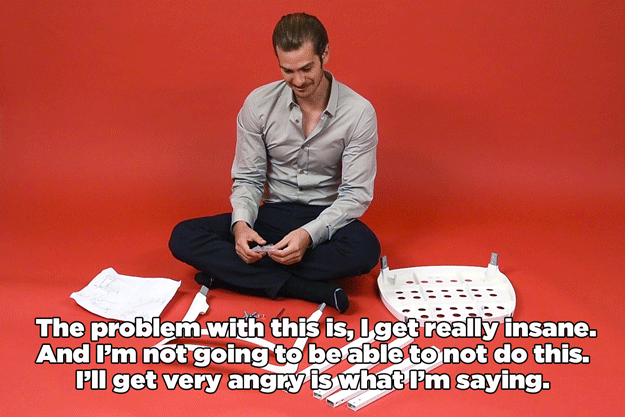 The problem with this is, I get really insane.
And I'm not going to be able to not do this.
I'll get very angry is what I'm saying.